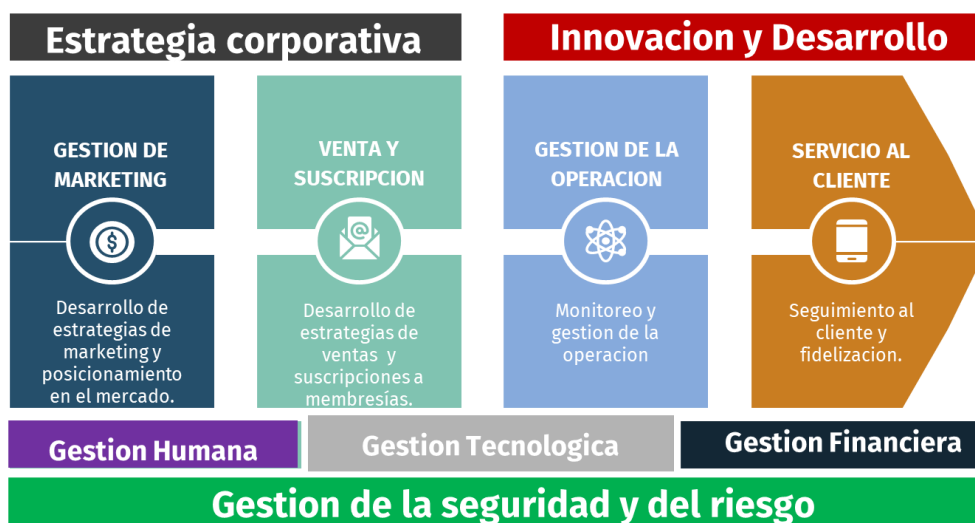 Estrategia corporativa
Innovacion y Desarrollo
GESTION DE
MARKETING
Desarrollo de
estrategias de
marketing y
posicionamiento
en el mercado.
VENTA Y
SUSCRIPCION
Desarrollo de
estrategias de
ventas y
suscripciones a
membresías.
GESTION DE LA
OPERACION
Monitoreo y
gestion de la
operacion
SERVICIO AL
CLIENTE
Seguimiento al
cliente y
fidelizacion.
Gestion Humana
Gestion Tecnologica
Gestion Financiera
Gestion de la seguridad y del riesgo